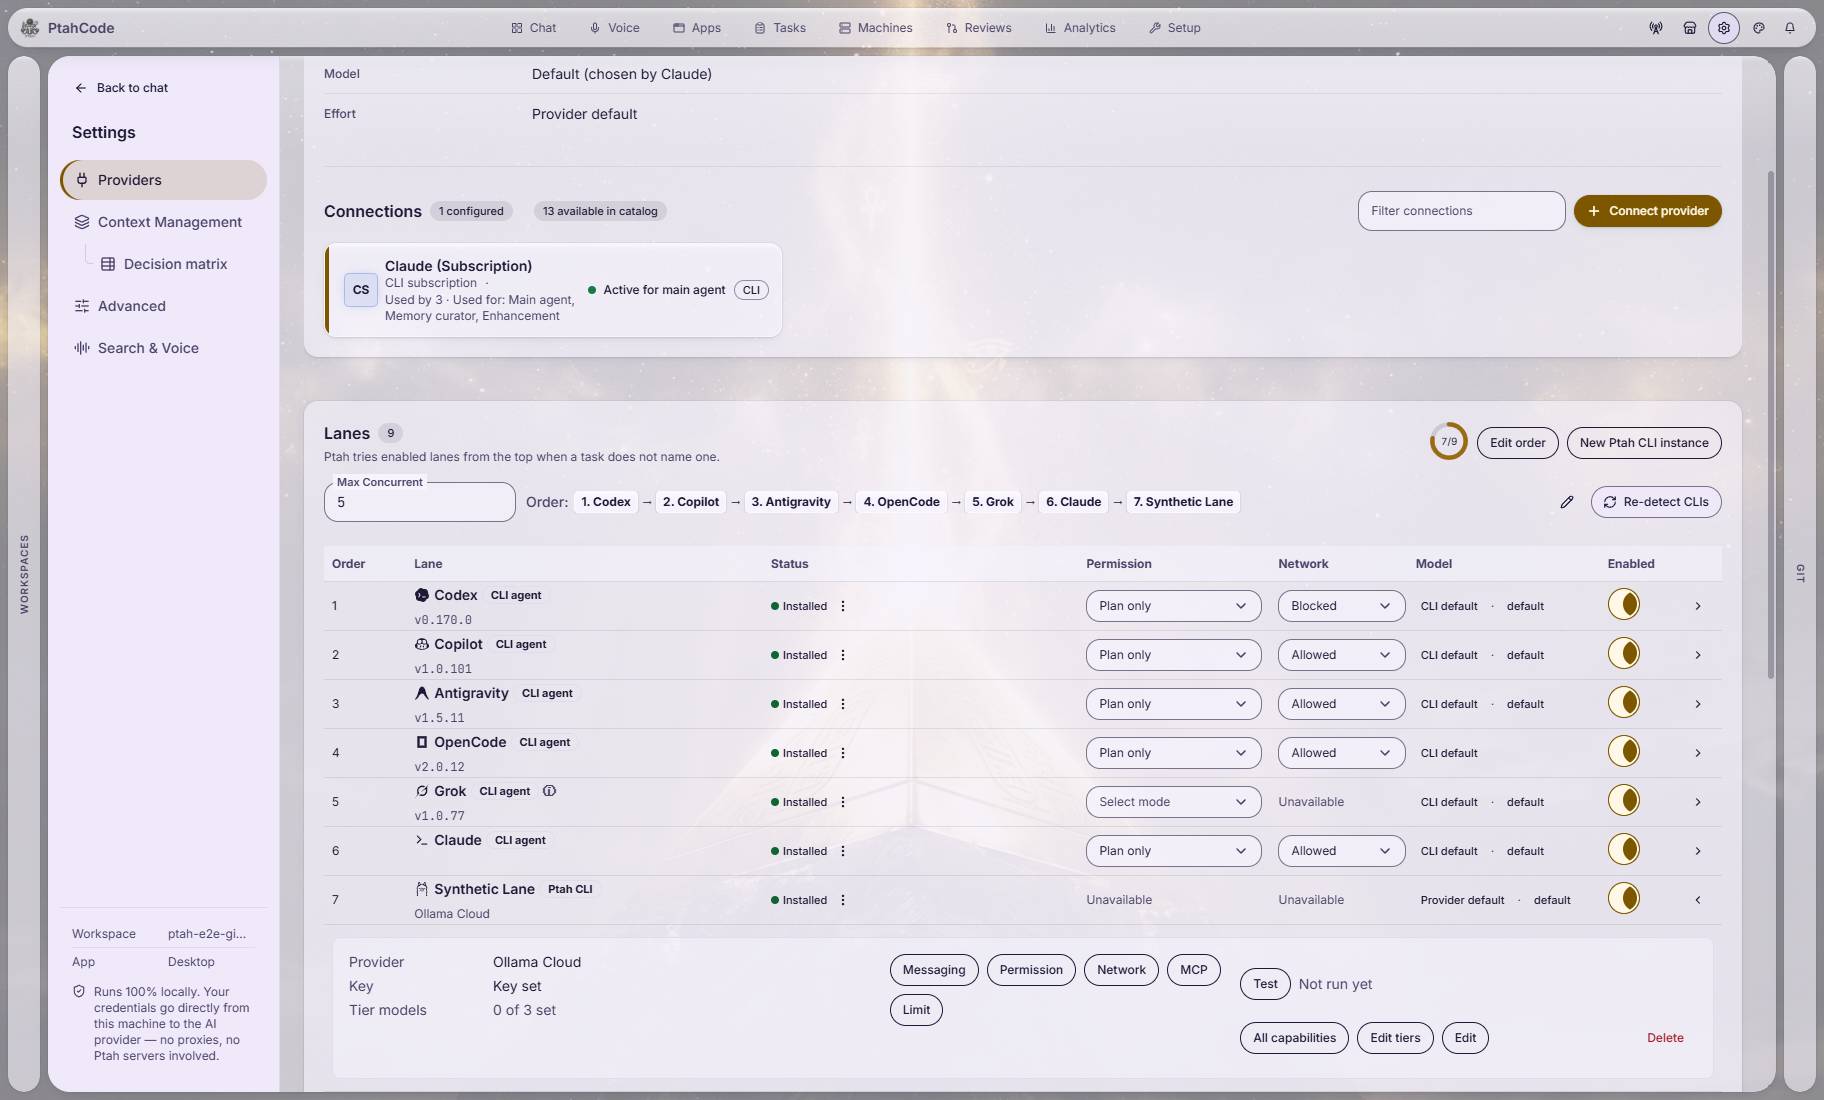 PtahCode
Chat
Voice
Apps
Tasks
Machines
Reviews
Analytics
Setup
WORKSPACES
Back to chat
Settings
Providers
Context Management
Decision matrix
Advanced
Search & Voice
Workspace ptah-e2e-gi...
App Desktop
Runs 100% locally. Your
credentials go directly from
this machine to the AI
provider — no proxies, no
Ptah servers involved.
Model Default (chosen by Claude)
Effort Provider default
Connections 1 configured 13 available in catalog
Filter connections
+ Connect provider
CS
Claude (Subscription)
CLI subscription ·
Used by 3 · Used for: Main agent,
Memory curator, Enhancement
Active for main agent CLI
Lanes 9
Ptah tries enabled lanes from the top when a task does not name one.
7/9
Edit order
New Ptah CLI instance
Max Concurrent
5
Order: 1. Codex → 2. Copilot → 3. Antigravity → 4. OpenCode → 5. Grok → 6. Claude → 7. Synthetic Lane
Re-detect CLIs
Order Lane Status Permission Network Model Enabled
1 Codex CLI agent Installed Plan only Blocked CLI default · default
v0.170.0
2 Copilot CLI agent Installed Plan only Allowed CLI default · default
v1.0.101
3 Antigravity CLI agent Installed Plan only Allowed CLI default · default
v1.5.11
4 OpenCode CLI agent Installed Plan only Allowed CLI default
v2.0.12
5 Grok CLI agent Installed Select mode Unavailable CLI default · default
v1.0.77
6 Claude CLI agent Installed Plan only Allowed CLI default · default
7 Synthetic Lane Ptah CLI Installed Unavailable Unavailable Provider default · default
Ollama Cloud
Provider Ollama Cloud
Key Key set
Tier models 0 of 3 set
Messaging Permission Network MCP
Limit
Test Not run yet
All capabilities Edit tiers Edit Delete
GIT